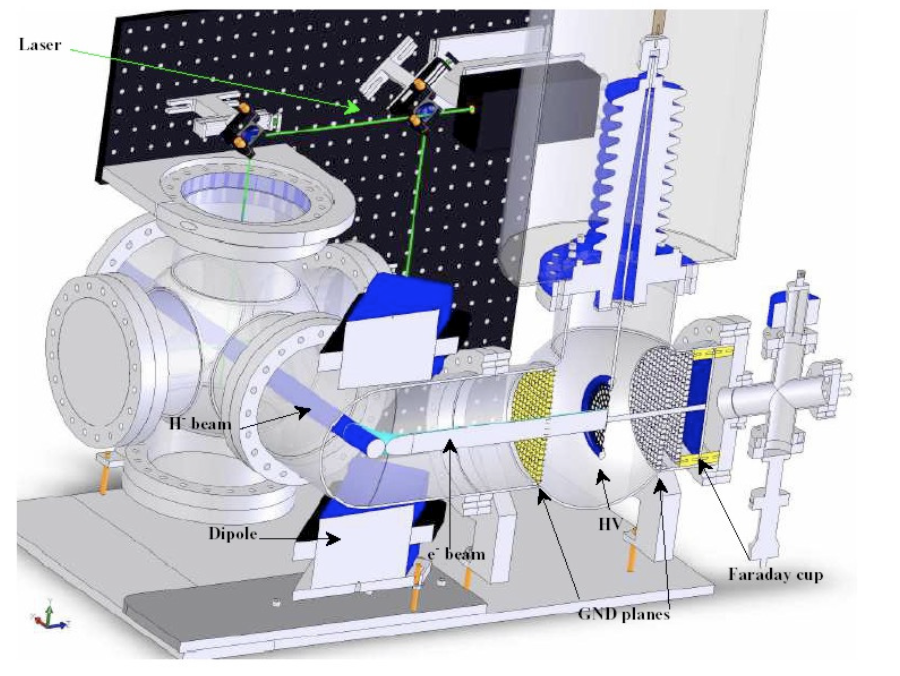 Laser
H⁻ beam
Dipole
e⁻ beam
HV
Faraday cup
GND planes